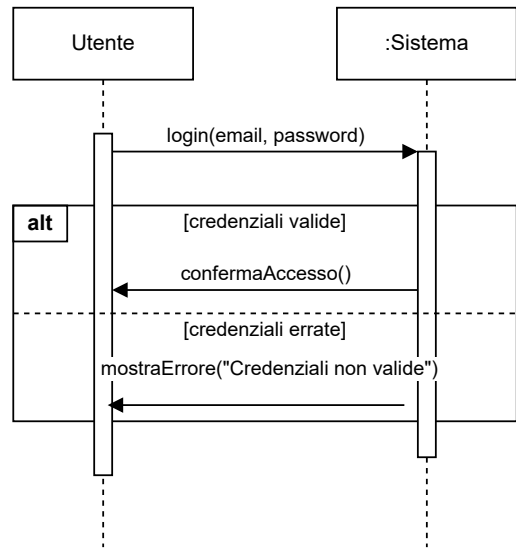 Utente
:Sistema
login(email, password)
alt
[credenziali valide]
confermaAccesso()
[credenziali errate]
mostraErrore("Credenziali non valide")